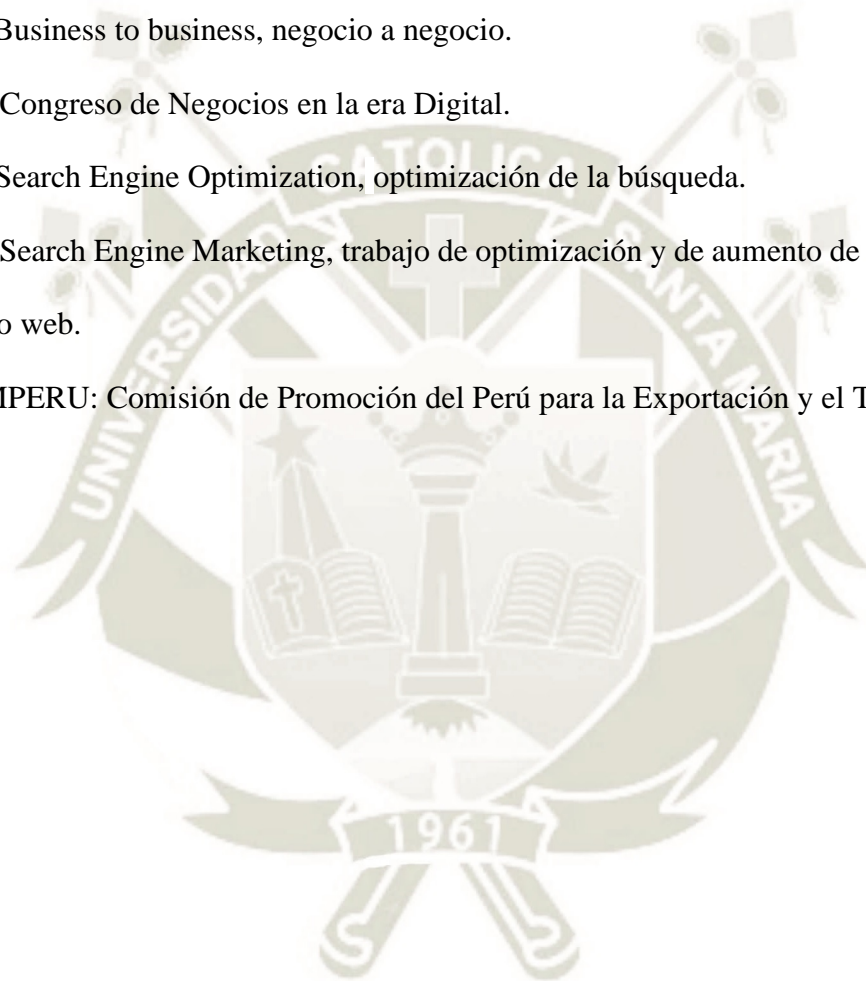 Business to business, negocio a negocio.
Congreso de Negocios en la era Digital.
Search Engine Optimization, optimización de la búsqueda.
Search Engine Marketing, trabajo de optimización y de aumento de
o web.
MPERU: Comisión de Promoción del Perú para la Exportación y el T
UNIVERSIDAD CATOLICA SANTA MARIA
1961